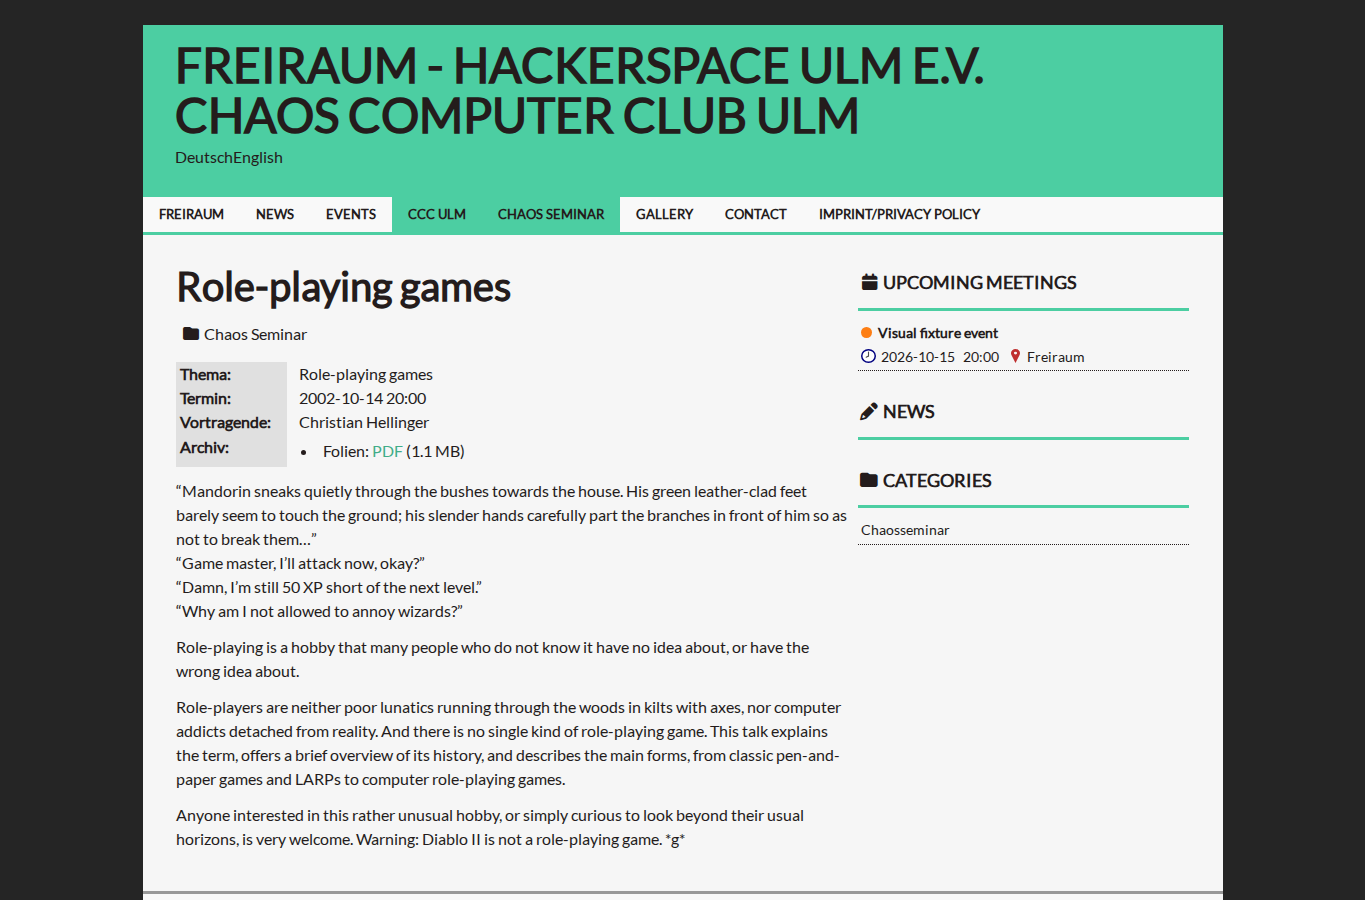 FREIRAUM - HACKERSPACE ULM E.V.
CHAOS COMPUTER CLUB ULM
DeutschEnglish
FREIRAUM NEWS EVENTS CCC ULM CHAOS SEMINAR GALLERY CONTACT IMPRINT/PRIVACY POLICY
Role-playing games
Chaos Seminar
Thema: Role-playing games
Termin: 2002-10-14 20:00
Vortragende: Christian Hellinger
Archiv: • Folien: PDF (1.1 MB)
“Mandorin sneaks quietly through the bushes towards the house. His green leather-clad feet
barely seem to touch the ground; his slender hands carefully part the branches in front of him so as
not to break them…”
“Game master, I’ll attack now, okay?”
“Damn, I’m still 50 XP short of the next level.”
“Why am I not allowed to annoy wizards?”
Role-playing is a hobby that many people who do not know it have no idea about, or have the
wrong idea about.
Role-players are neither poor lunatics running through the woods in kilts with axes, nor computer
addicts detached from reality. And there is no single kind of role-playing game. This talk explains
the term, offers a brief overview of its history, and describes the main forms, from classic pen-and-
paper games and LARPs to computer role-playing games.
Anyone interested in this rather unusual hobby, or simply curious to look beyond their usual
horizons, is very welcome. Warning: Diablo II is not a role-playing game. *g*
UPCOMING MEETINGS
Visual fixture event
2026-10-15 20:00 Freiraum
NEWS
CATEGORIES
Chaosseminar